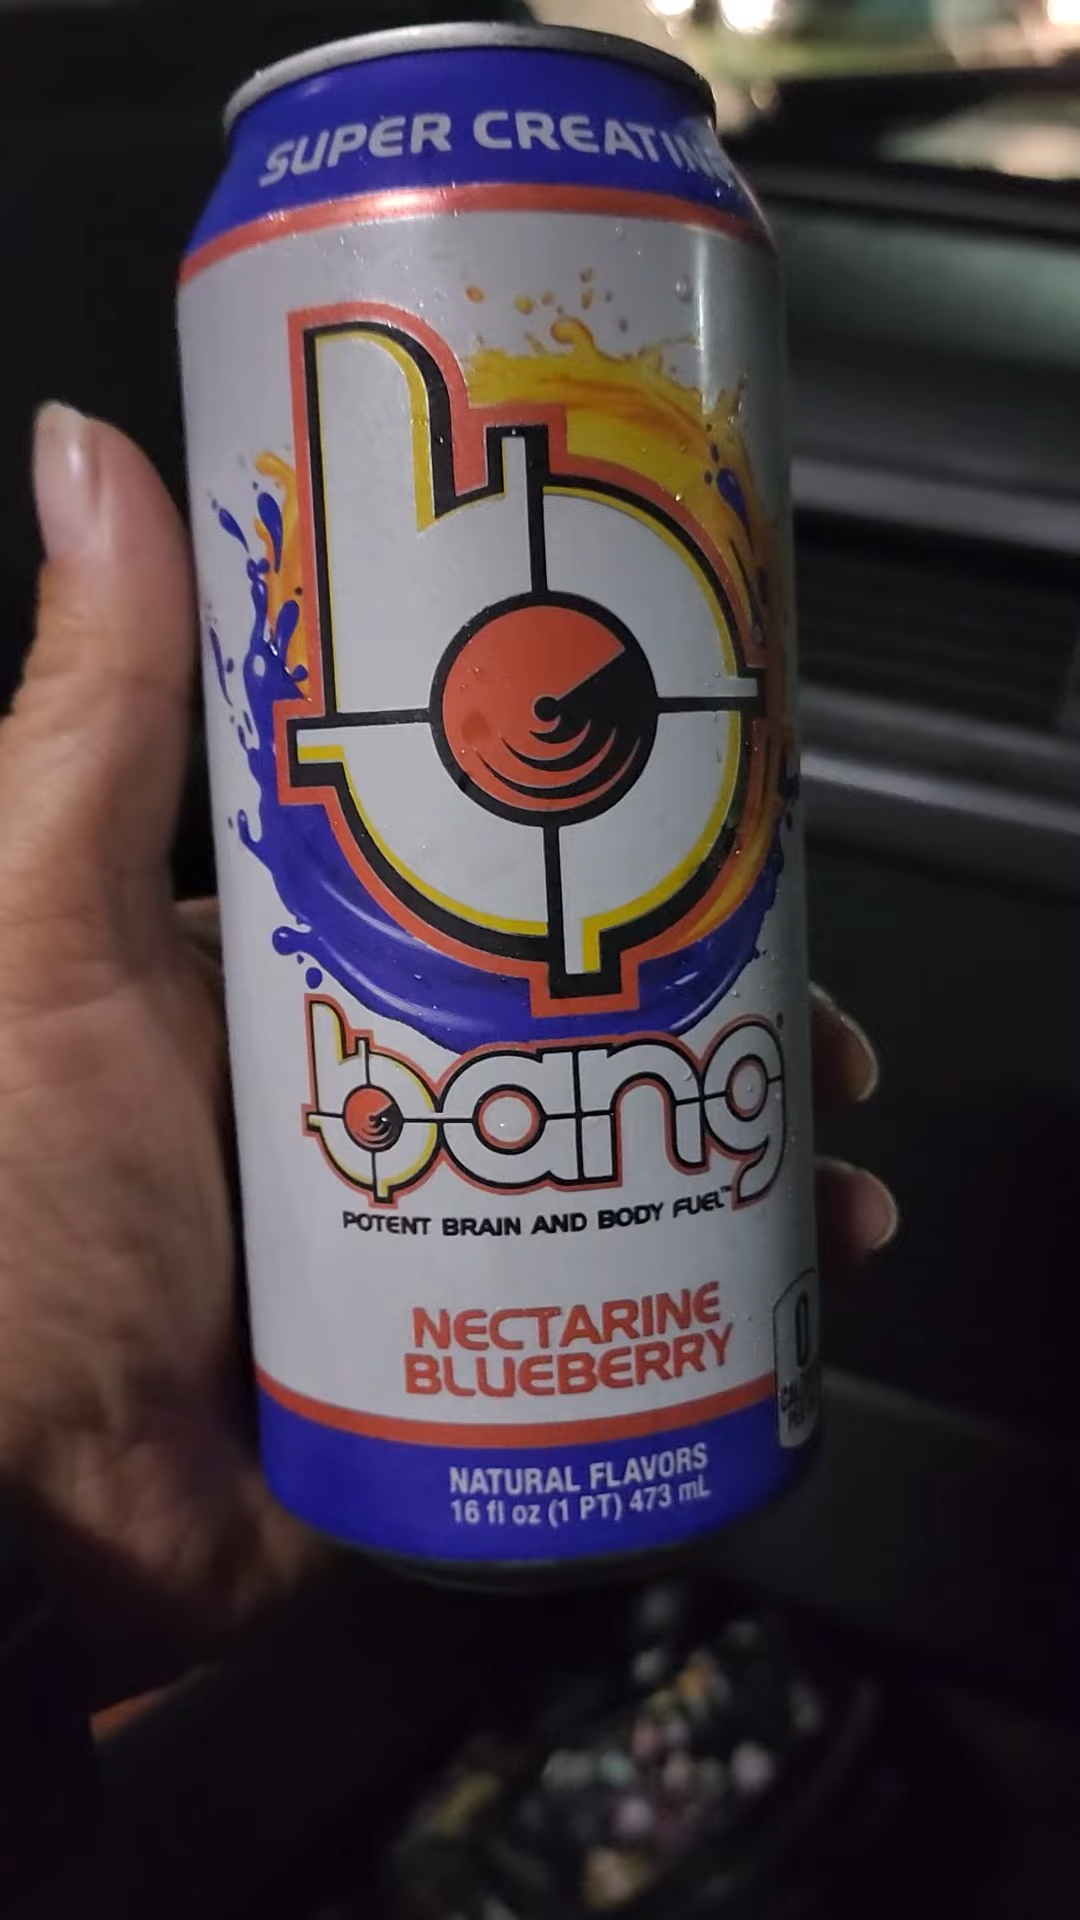 SUPER CREATINE
b
bang®
POTENT BRAIN AND BODY FUEL™
NECTARINE
BLUEBERRY
0
NATURAL FLAVORS
16 fl oz (1 PT) 473 mL